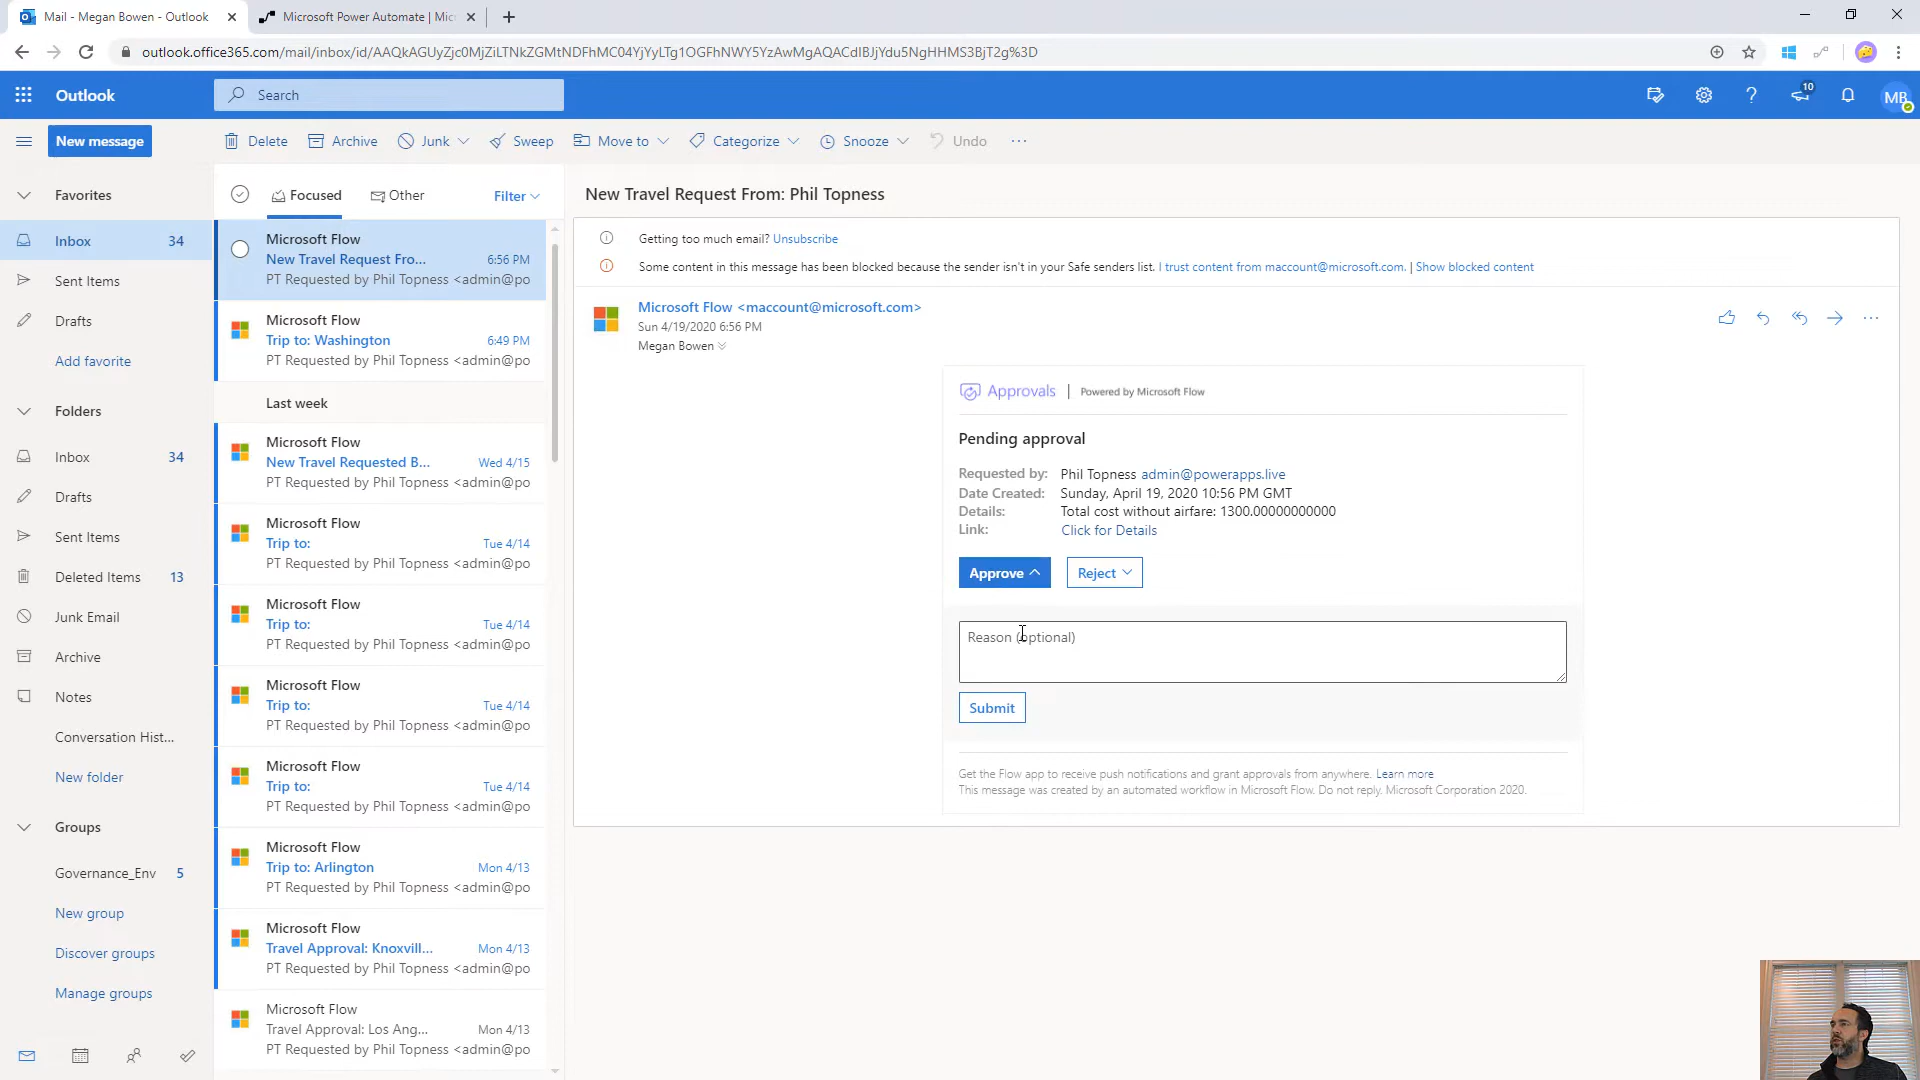 Mail - Megan Bowen - Outlook
Microsoft Power Automate | Mic
outlook.office365.com/mail/inbox/id/AAQkAGUyZjc0MjZiLTNkZGMtNDFhMC04YjYyLTg1OGFhNWY5YzAwMgAQACdIBJjYdu5NgHHMS3BjT2g%3D
Outlook
Search
10
MB
New message
Delete
Archive
Junk
Sweep
Move to
Categorize
Snooze
Undo
Favorites
Inbox 34
Sent Items
Drafts
Add favorite
Folders
Inbox 34
Drafts
Sent Items
Deleted Items 13
Junk Email
Archive
Notes
Conversation Hist...
New folder
Groups
Governance_Env 5
New group
Discover groups
Manage groups
Focused
Other
Filter
Microsoft Flow
New Travel Request Fro... 6:56 PM
PT Requested by Phil Topness <admin@po
Microsoft Flow
Trip to: Washington 6:49 PM
PT Requested by Phil Topness <admin@po
Last week
Microsoft Flow
New Travel Requested B... Wed 4/15
PT Requested by Phil Topness <admin@po
Microsoft Flow
Trip to: Tue 4/14
PT Requested by Phil Topness <admin@po
Microsoft Flow
Trip to: Tue 4/14
PT Requested by Phil Topness <admin@po
Microsoft Flow
Trip to: Tue 4/14
PT Requested by Phil Topness <admin@po
Microsoft Flow
Trip to: Tue 4/14
PT Requested by Phil Topness <admin@po
Microsoft Flow
Trip to: Arlington Mon 4/13
PT Requested by Phil Topness <admin@po
Microsoft Flow
Travel Approval: Knoxvill... Mon 4/13
PT Requested by Phil Topness <admin@po
Microsoft Flow
Travel Approval: Los Ang... Mon 4/13
PT Requested by Phil Topness <admin@po
New Travel Request From: Phil Topness
Getting too much email? Unsubscribe
Some content in this message has been blocked because the sender isn't in your Safe senders list. I trust content from maccount@microsoft.com. | Show blocked content
Microsoft Flow <maccount@microsoft.com>
Sun 4/19/2020 6:56 PM
Megan Bowen
Approvals | Powered by Microsoft Flow
Pending approval
Requested by: Phil Topness admin@powerapps.live
Date Created: Sunday, April 19, 2020 10:56 PM GMT
Details: Total cost without airfare: 1300.00000000000
Link: Click for Details
Approve
Reject
Reason (optional)
Submit
Get the Flow app to receive push notifications and grant approvals from anywhere. Learn more
This message was created by an automated workflow in Microsoft Flow. Do not reply. Microsoft Corporation 2020.